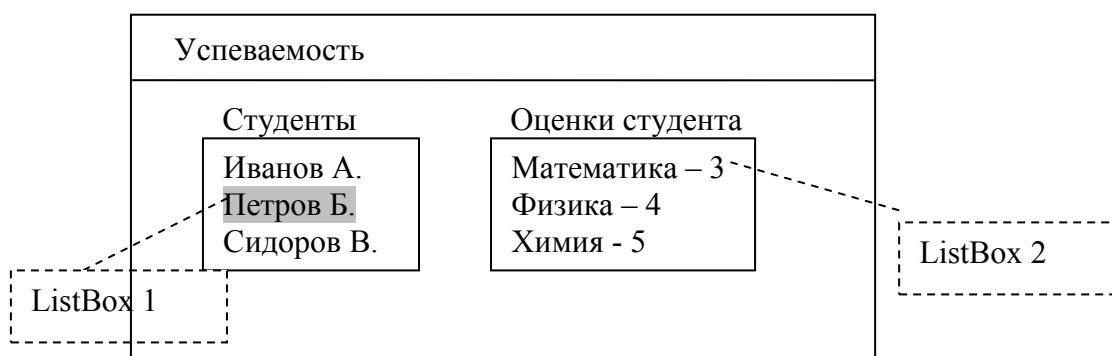 Успеваемость
Студенты
Иванов А.
Петров Б.
Сидоров В.
Оценки студента
Математика – 3
Физика – 4
Химия - 5
ListBox 1
ListBox 2